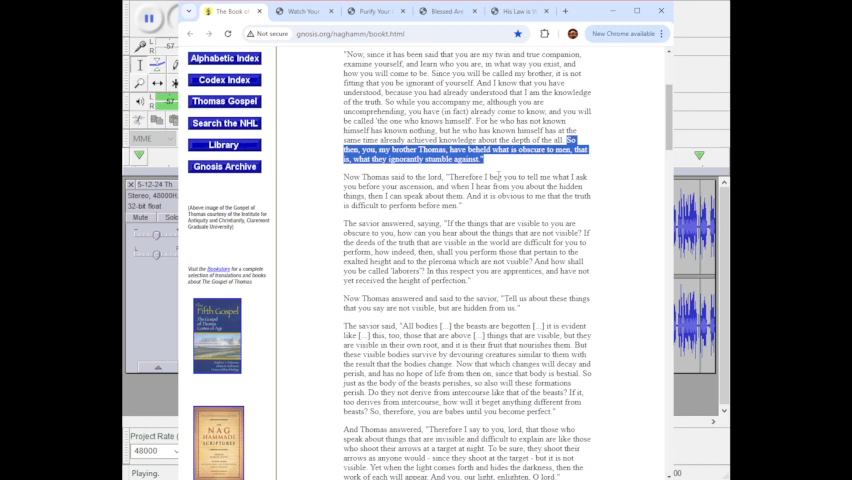 The Book of
Watch Your
Purify Your
Blessed Ani
His Law is
Not secure
gnosis.org/naghamm/bookt.html
New Chrome available
-57
-57
MME
5-12-24 Th
Stereo, 48000H
32-bit float
Mute
Solo
L
R
Project Rate (
48000
Playing.
00
Alphabetic Index
Codex Index
Thomas Gospel
Search the NHL
Library
Gnosis Archive
(Above image of the Gospel of
Thomas courtesy of the Institute for
Antiquity and Christianity, Claremont
Graduate University)
Visit the Bookstore for a complete
selection of translations and books
about The Gospel of Thomas
The
Fifth Gospel
The Gospel of
Thomas
Comes of Age
THE
NAG
HAMMADI
SCRIPTURES
"Now, since it has been said that you are my twin and true companion,
examine yourself, and learn who you are, in what way you exist, and
how you will come to be. Since you will be called my brother, it is not
fitting that you be ignorant of yourself. And I know that you have
understood, because you had already understood that I am the knowledge
of the truth. So while you accompany me, although you are
uncomprehending, you have (in fact) already come to know, and you will
be called 'the one who knows himself'. For he who has not known
himself has known nothing, but he who has known himself has at the
same time already achieved knowledge about the depth of the all. So
then, you, my brother Thomas, have beheld what is obscure to men, that
is, what they ignorantly stumble against."
Now Thomas said to the lord, "Therefore I beg you to tell me what I ask
you before your ascension, and when I hear from you about the hidden
things, then I can speak about them. And it is obvious to me that the truth
is difficult to perform before men."
The savior answered, saying, "If the things that are visible to you are
obscure to you, how can you hear about the things that are not visible? If
the deeds of the truth that are visible in the world are difficult for you to
perform, how indeed, then, shall you perform those that pertain to the
exalted height and to the pleroma which are not visible? And how shall
you be called 'laborers'? In this respect you are apprentices, and have not
yet received the height of perfection."
Now Thomas answered and said to the savior, "Tell us about these things
that you say are not visible, but are hidden from us."
The savior said, "All bodies [...] the beasts are begotten [...] it is evident
like [...] this, too, those that are above [...] things that are visible, but they
are visible in their own root, and it is their fruit that nourishes them. But
these visible bodies survive by devouring creatures similar to them with
the result that the bodies change. Now that which changes will decay and
perish, and has no hope of life from then on, since that body is bestial. So
just as the body of the beasts perishes, so also will these formations
perish. Do they not derive from intercourse like that of the beasts? If it,
too derives from intercourse, how will it beget anything different from
beasts? So, therefore, you are babes until you become perfect."
And Thomas answered, "Therefore I say to you, lord, that those who
speak about things that are invisible and difficult to explain are like those
who shoot their arrows at a target at night. To be sure, they shoot their
arrows as anyone would - since they shoot at the target - but it is not
visible. Yet when the light comes forth and hides the darkness, then the
work of each will appear. And you, our light, enlighten, O lord."